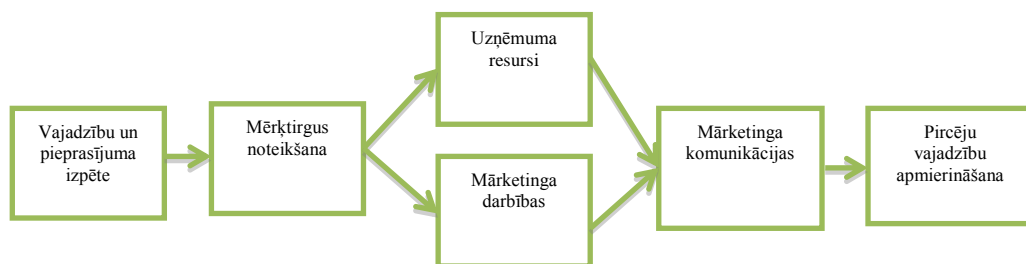 Vajadzību un
pieprasījuma
izpēte
Mērķtirgus
noteikšana
Uzņēmuma
resursi
Mārketinga
darbības
Mārketinga
komunikācijas
Pircēju
vajadzību
apmierināšana